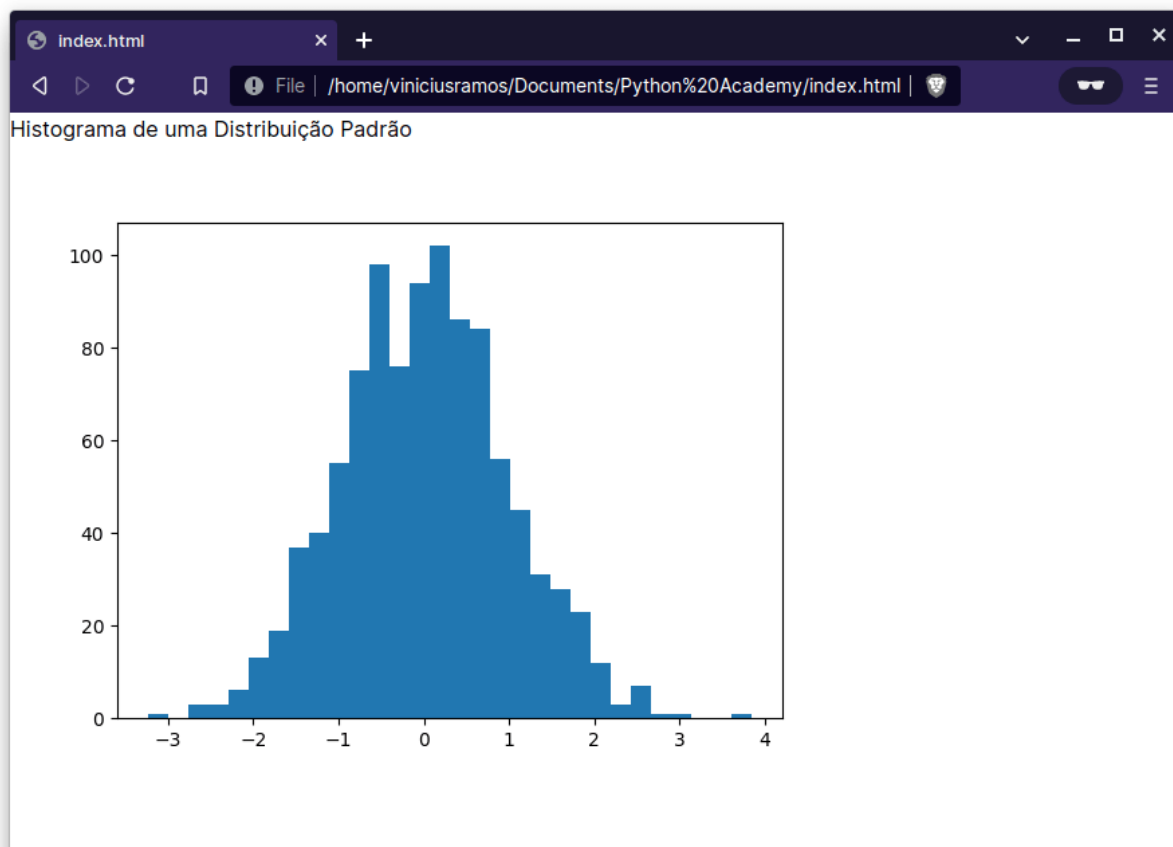 index.html
File /home/viniciusramos/Documents/Python%20Academy/index.html
Histograma de uma Distribuição Padrão
100
80
60
40
20
0
−3 −2 −1 0 1 2 3 4